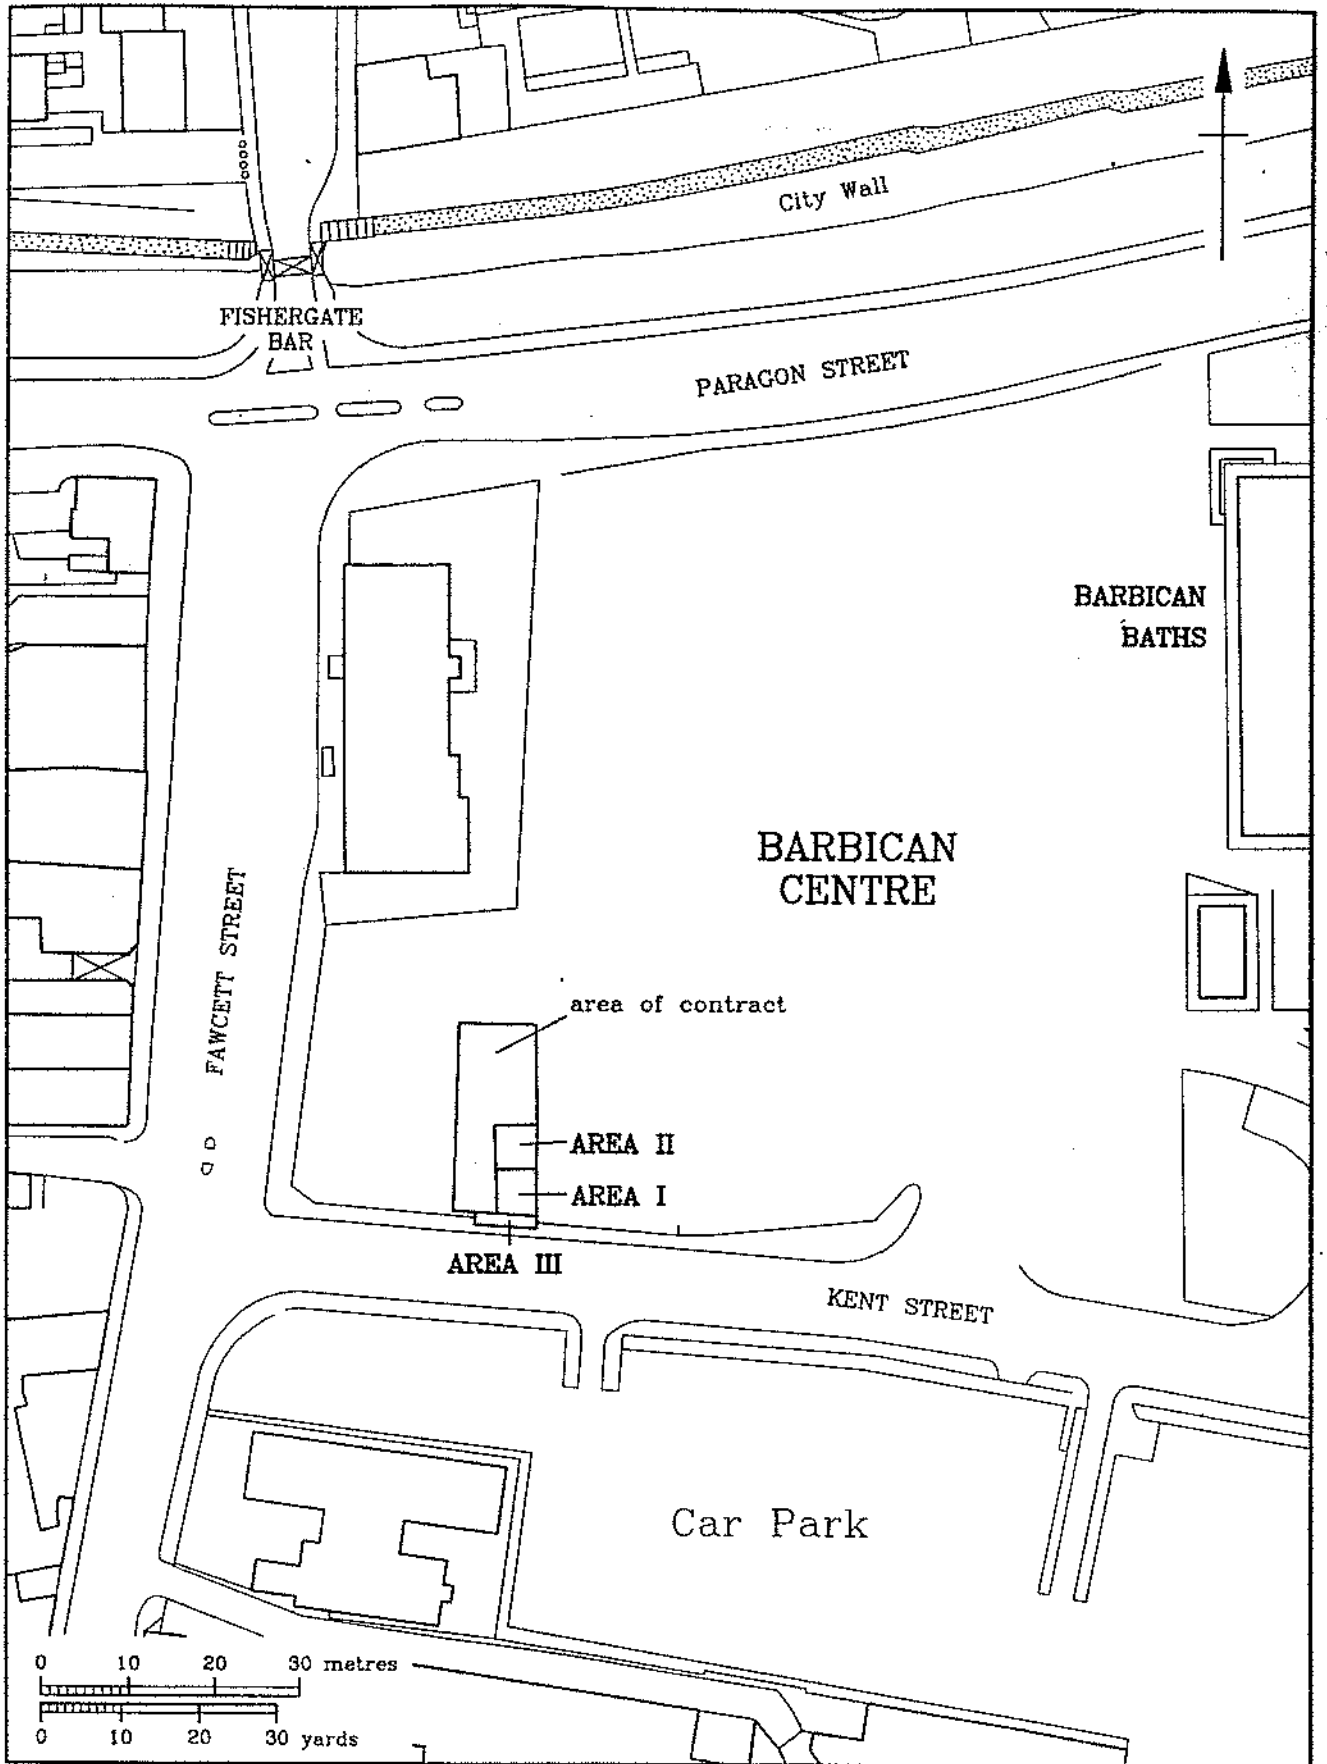 City Wall
FISHERGATE
BAR
PARAGON STREET
BARBICAN
BATHS
BARBICAN
CENTRE
FAWCETT STREET
area of contract
AREA II
AREA I
AREA III
KENT STREET
Car Park
0 10 20 30 metres
0 10 20 30 yards